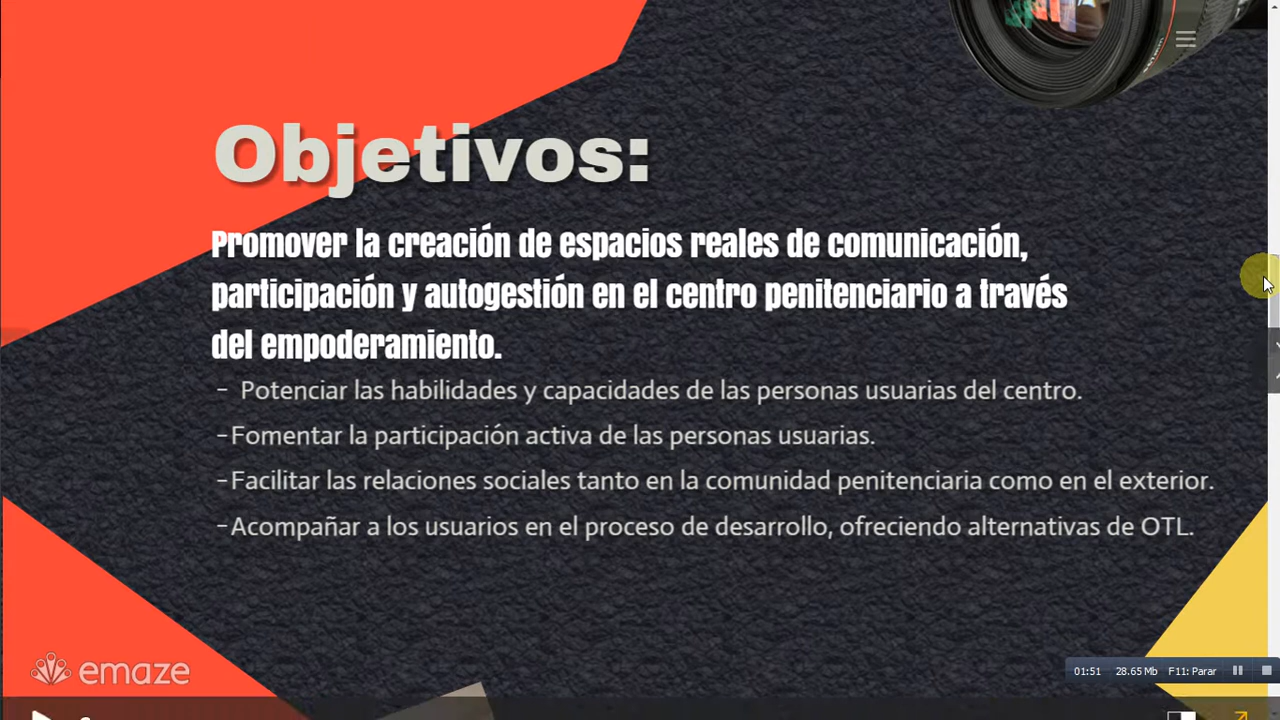 Objetivos:
Promover la creación de espacios reales de comunicación,
participación y autogestión en el centro penitenciario a través
del empoderamiento.
- Potenciar las habilidades y capacidades de las personas usuarias del centro.
-Fomentar la participación activa de las personas usuarias.
-Facilitar las relaciones sociales tanto en la comunidad penitenciaria como en el exterior.
-Acompañar a los usuarios en el proceso de desarrollo, ofreciendo alternativas de OTL.
emaze
01:51 28.65 Mb F11: Parar